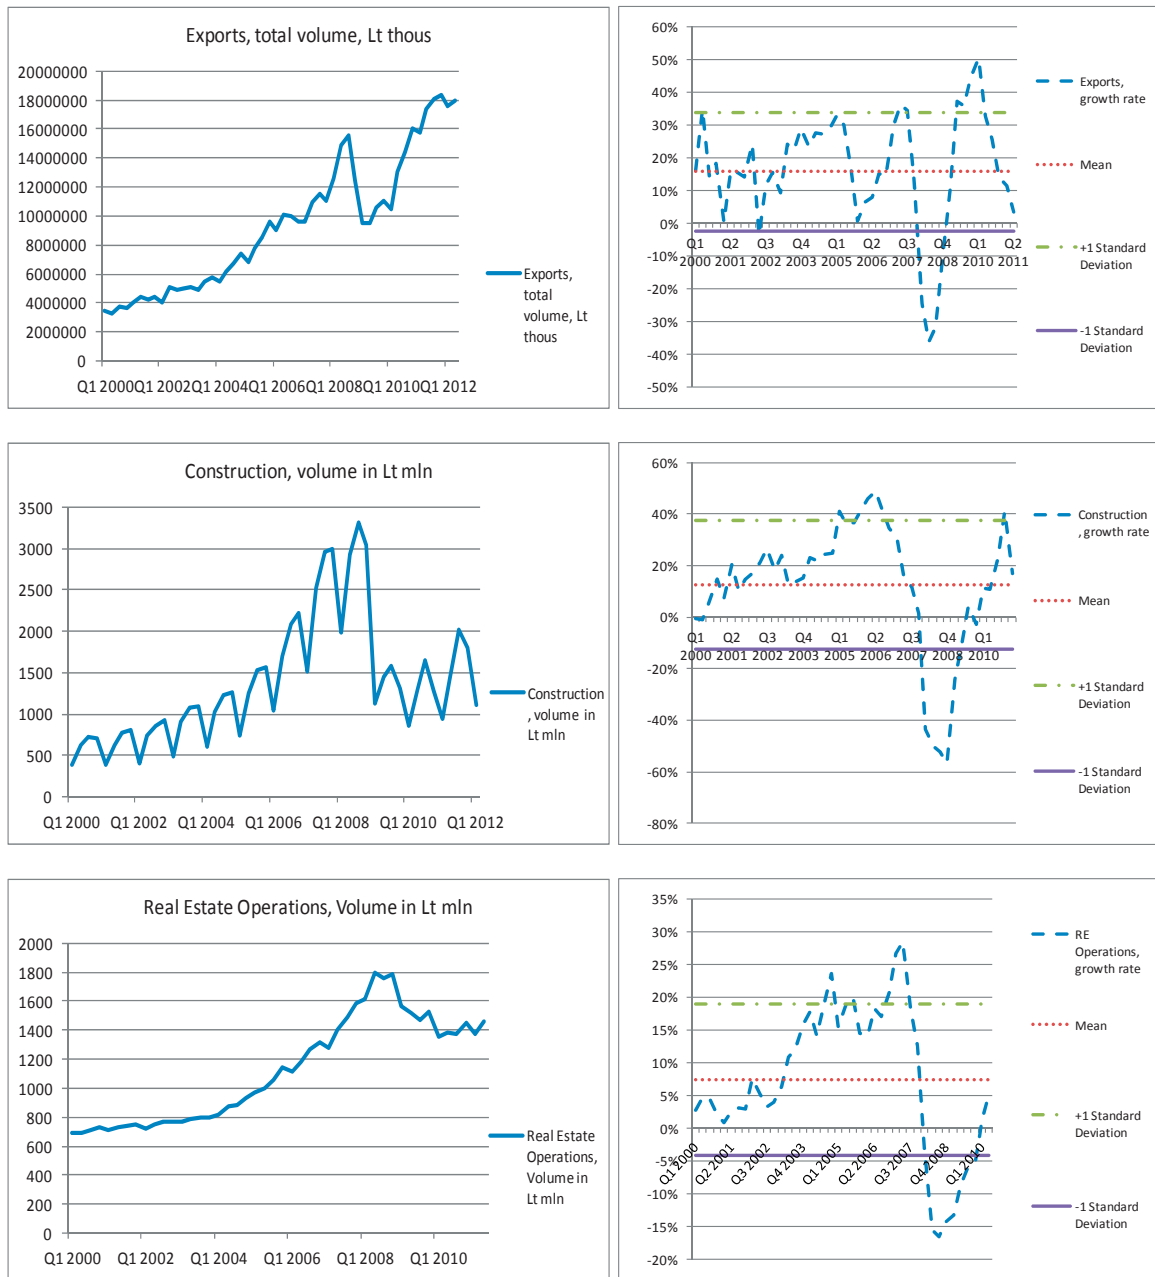 Exports, total volume, Lt thous
20000000
18000000
16000000
14000000
12000000
10000000
8000000
6000000
4000000
2000000
0
Q1 2000Q1 2002Q1 2004Q1 2006Q1 2008Q1 2010Q1 2012
Exports,
total
volume, Lt
thous
60%
50%
40%
30%
20%
10%
0%
-10%
-20%
-30%
-40%
-50%
Q1 Q2 Q3 Q4 Q1 Q2 Q3 Q4 Q1 Q2
2000 2001 2002 2003 2005 2006 2007 2008 2010 2011
Exports,
growth rate
Mean
+1 Standard
Deviation
-1 Standard
Deviation
Construction, volume in Lt mln
3500
3000
2500
2000
1500
1000
500
0
Q1 2000 Q1 2002 Q1 2004 Q1 2006 Q1 2008 Q1 2010 Q1 2012
Construction
, volume in
Lt mln
60%
40%
20%
0%
-20%
-40%
-60%
-80%
Q1 Q2 Q3 Q4 Q1 Q2 Q3 Q4 Q1
2000 2001 2002 2003 2005 2006 2007 2008 2010
Construction
, growth rate
Mean
+1 Standard
Deviation
-1 Standard
Deviation
Real Estate Operations, Volume in Lt mln
2000
1800
1600
1400
1200
1000
800
600
400
200
0
Q1 2000 Q1 2002 Q1 2004 Q1 2006 Q1 2008 Q1 2010
Real Estate
Operations,
Volume in
Lt mln
35%
30%
25%
20%
15%
10%
5%
0%
-5%
-10%
-15%
-20%
Q1 2000 Q2 2001 Q3 2002 Q4 2003 Q1 2005 Q2 2006 Q3 2007 Q4 2008 Q1 2010
RE
Operations,
growth rate
Mean
+1 Standard
Deviation
-1 Standard
Deviation